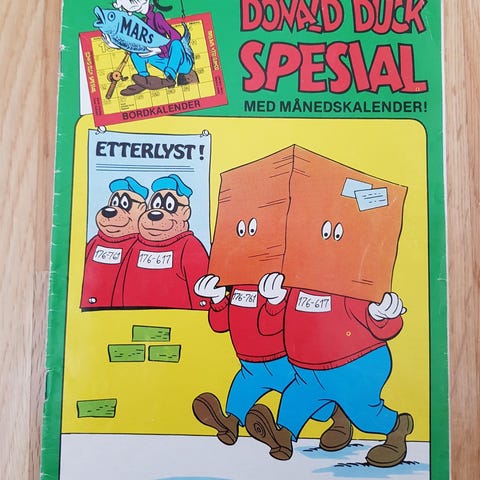 DONALD DUCK
SPESIAL
MED MÅNEDSKALENDER!
MARS
BORDKALENDER
ETTERLYST!
176-761
176-617
176-761
176-617